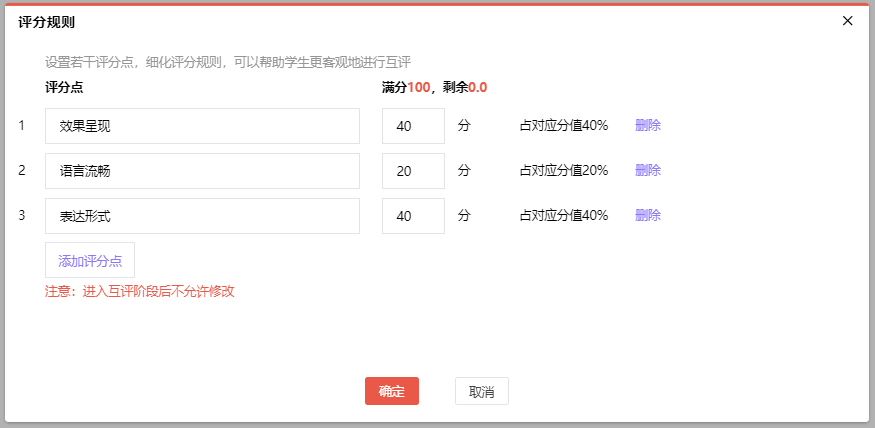 评分规则
设置若干评分点，细化评分规则，可以帮助学生更客观地进行互评
评分点 满分100，剩余0.0
1 效果呈现 40 分 占对应分值40% 删除
2 语言流畅 20 分 占对应分值20% 删除
3 表达形式 40 分 占对应分值40% 删除
添加评分点
注意：进入互评阶段后不允许修改
确定 取消